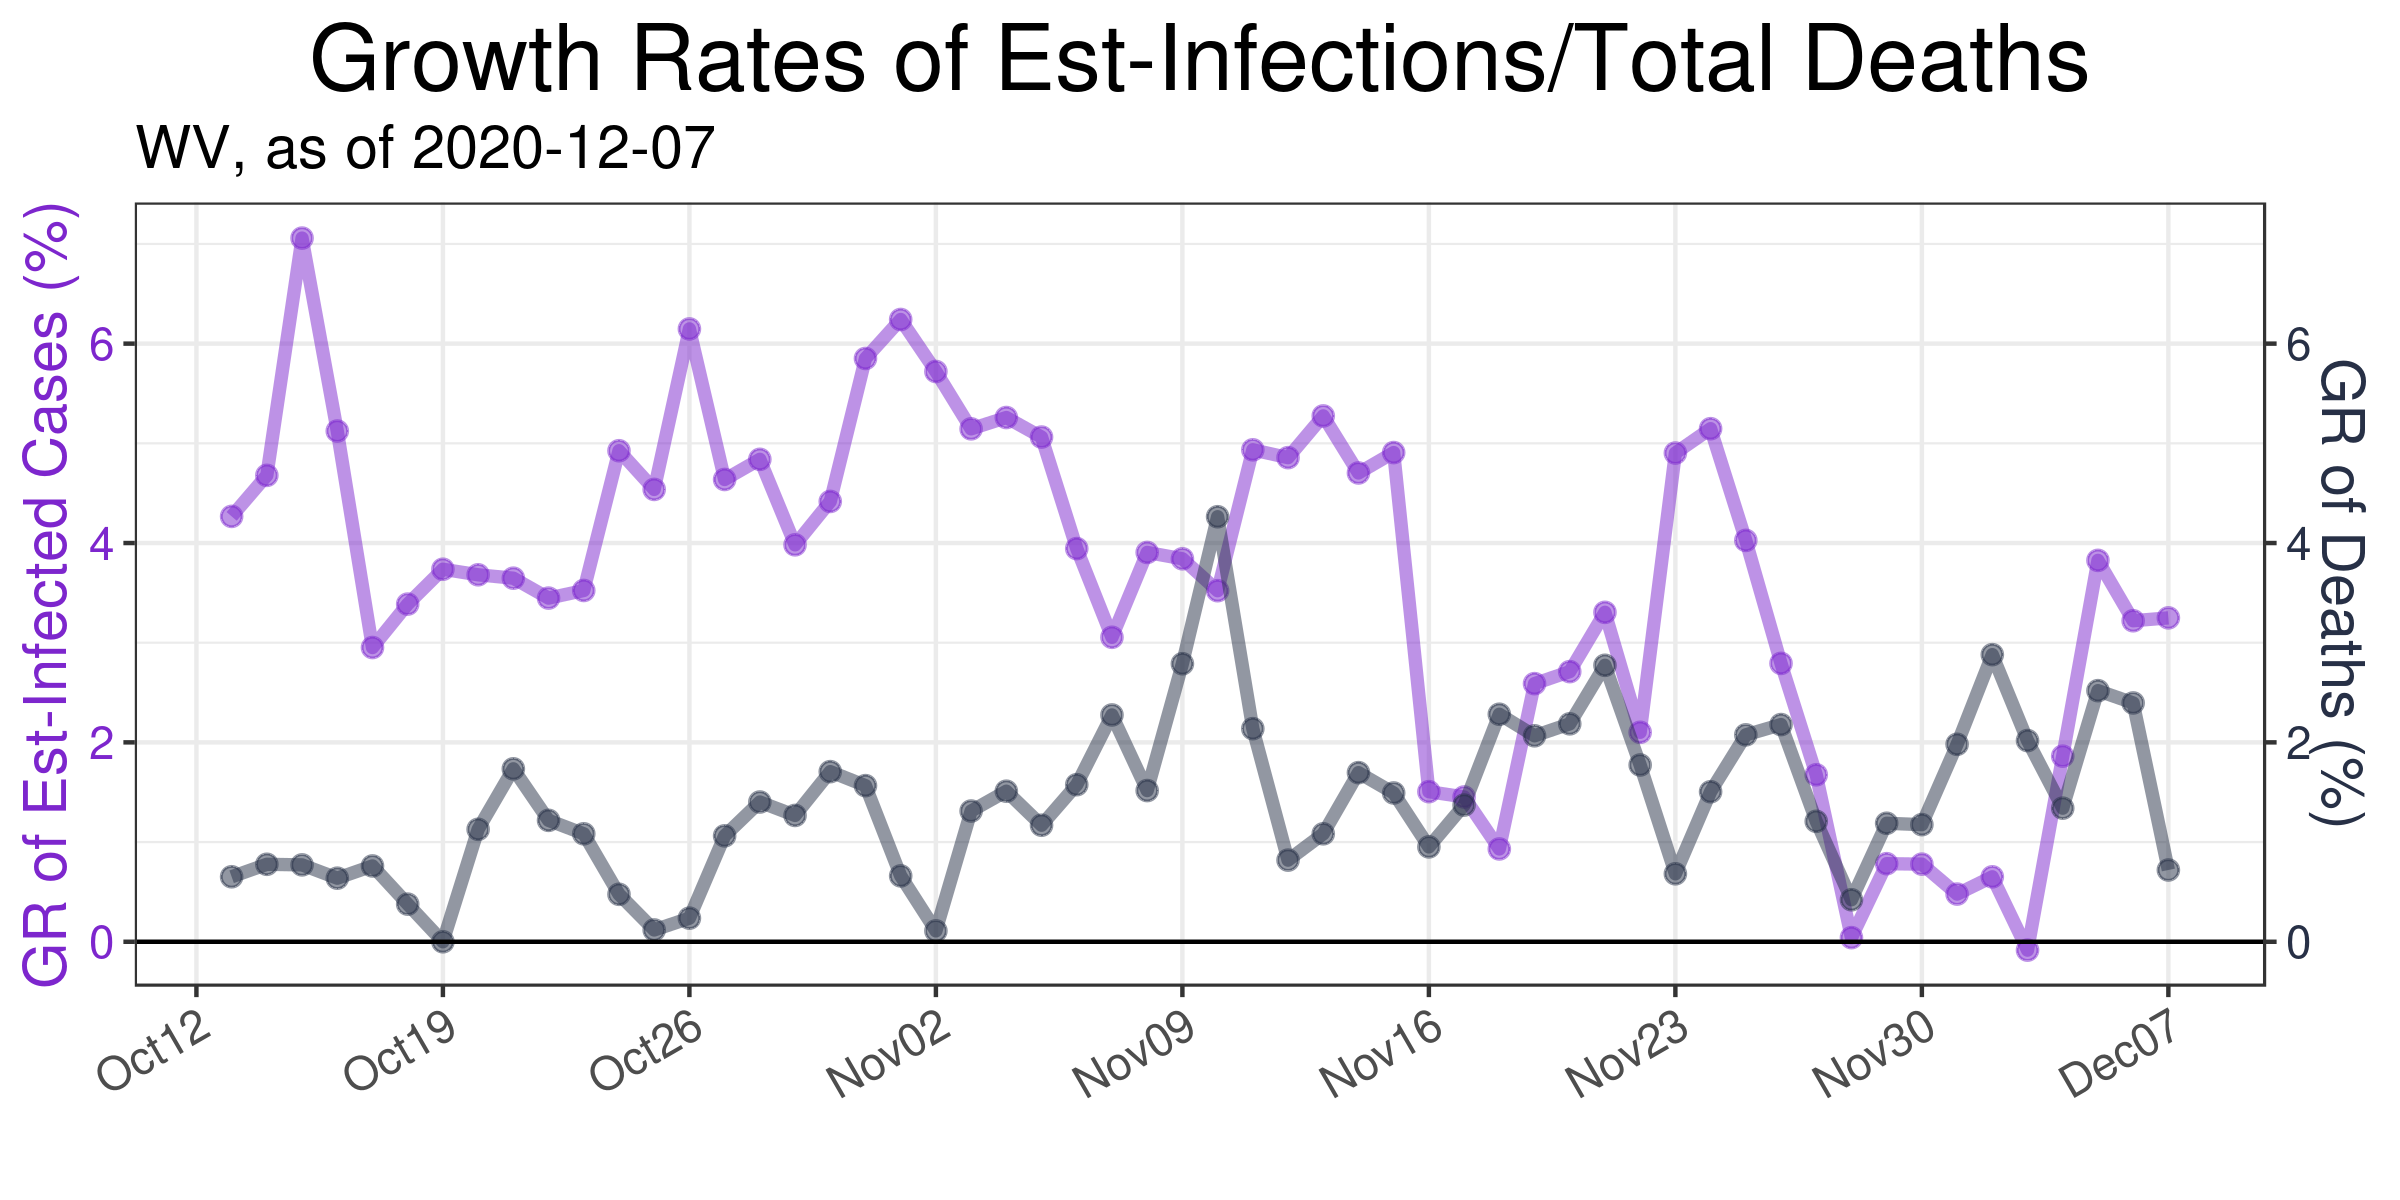 Growth Rates of Est-Infections/Total Deaths
WV, as of 2020-12-07
GR of Est-Infected Cases (%)
6
4
2
0
6
4
2
0
GR of Deaths (%)
Oct12
Oct19
Oct26
Nov02
Nov09
Nov16
Nov23
Nov30
Dec07